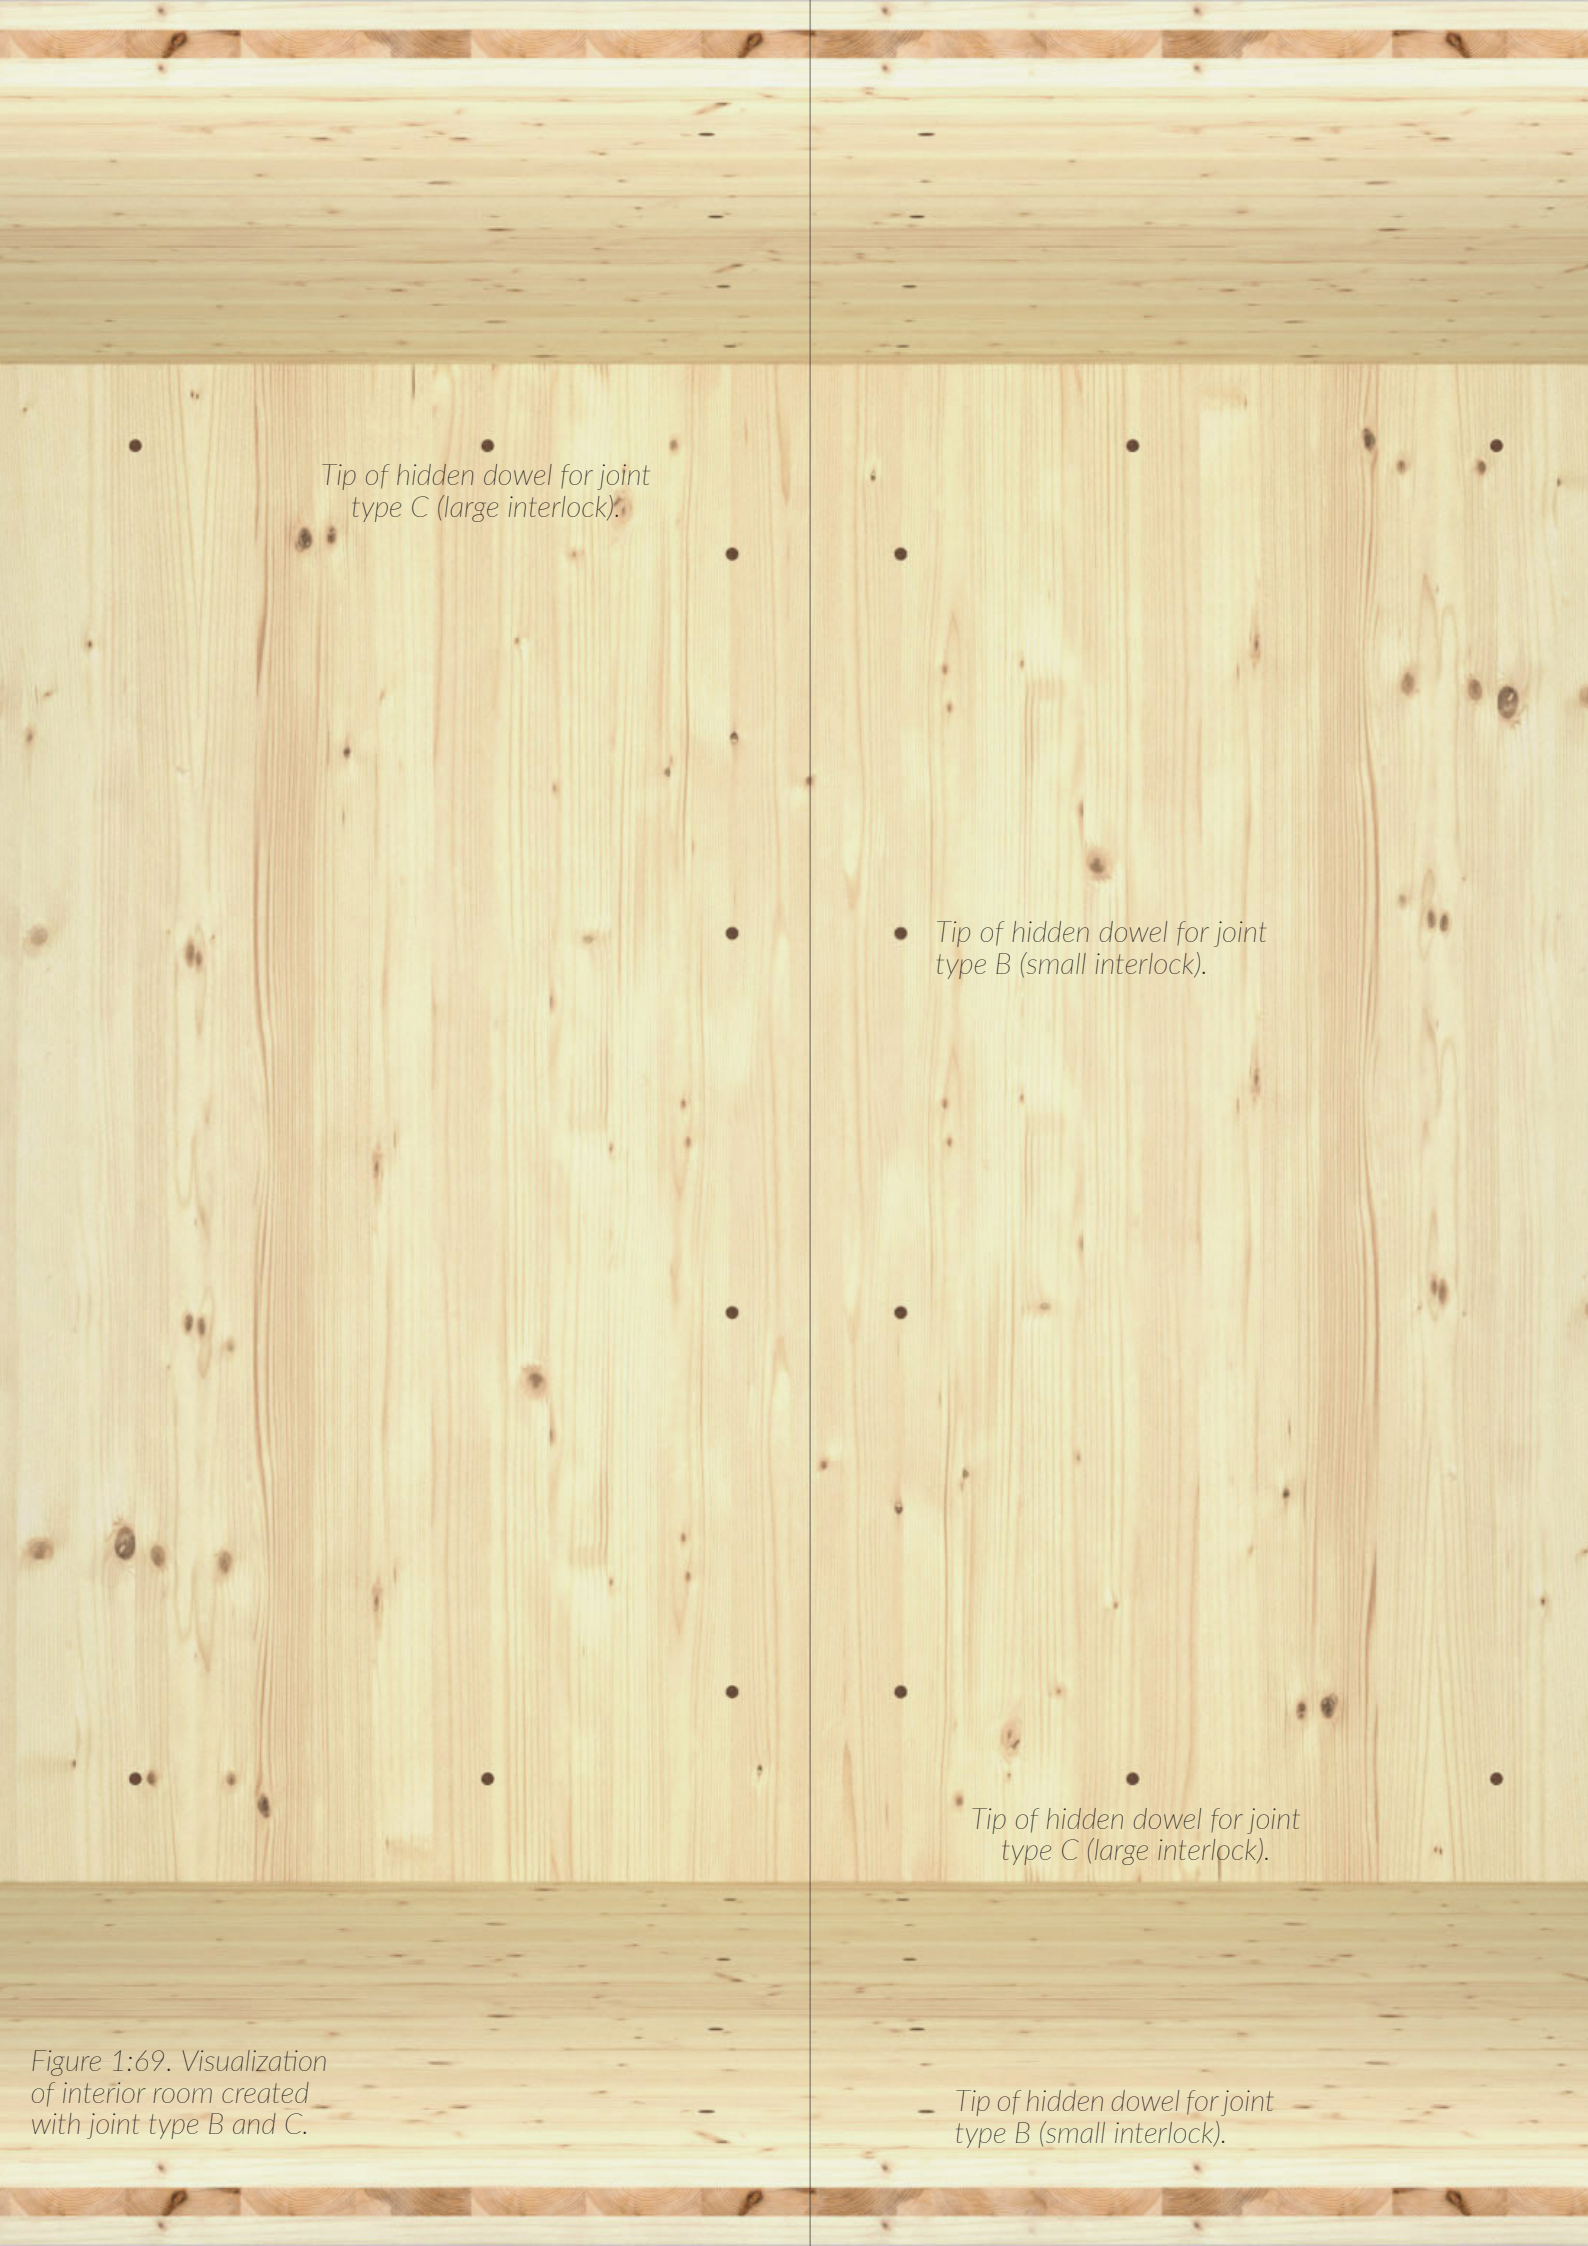 Tip of hidden dowel for joint
type C (large interlock).
Tip of hidden dowel for joint
type B (small interlock).
Tip of hidden dowel for joint
type C (large interlock).
Figure 1:69. Visualization
of interior room created
with joint type B and C.
Tip of hidden dowel for joint
type B (small interlock).